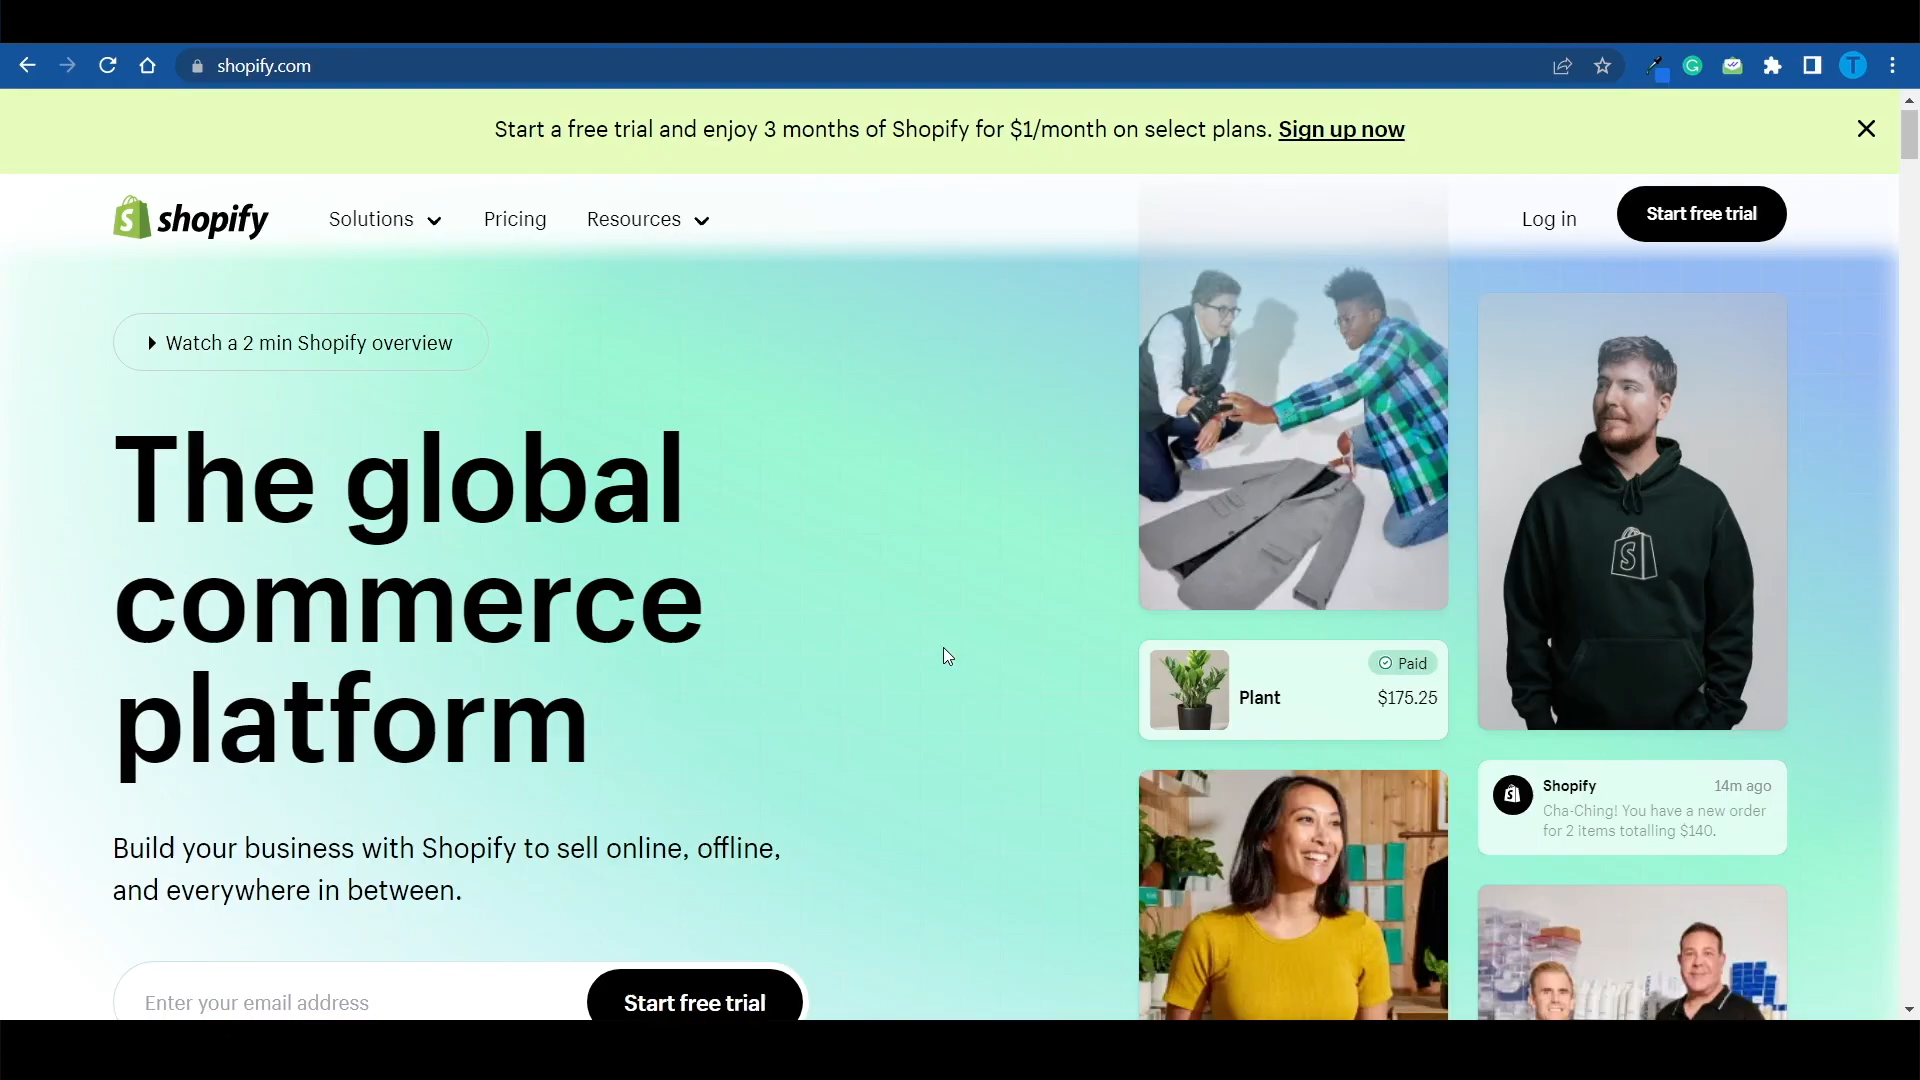 shopify.com
T
Start a free trial and enjoy 3 months of Shopify for $1/month on select plans. Sign up now
shopify
Solutions
Pricing
Resources
Log in
Start free trial
Watch a 2 min Shopify overview
The global
commerce
platform
Build your business with Shopify to sell online, offline,
and everywhere in between.
Enter your email address
Start free trial
Paid
Plant
$175.25
Shopify
14m ago
Cha-Ching! You have a new order
for 2 items totalling $140.